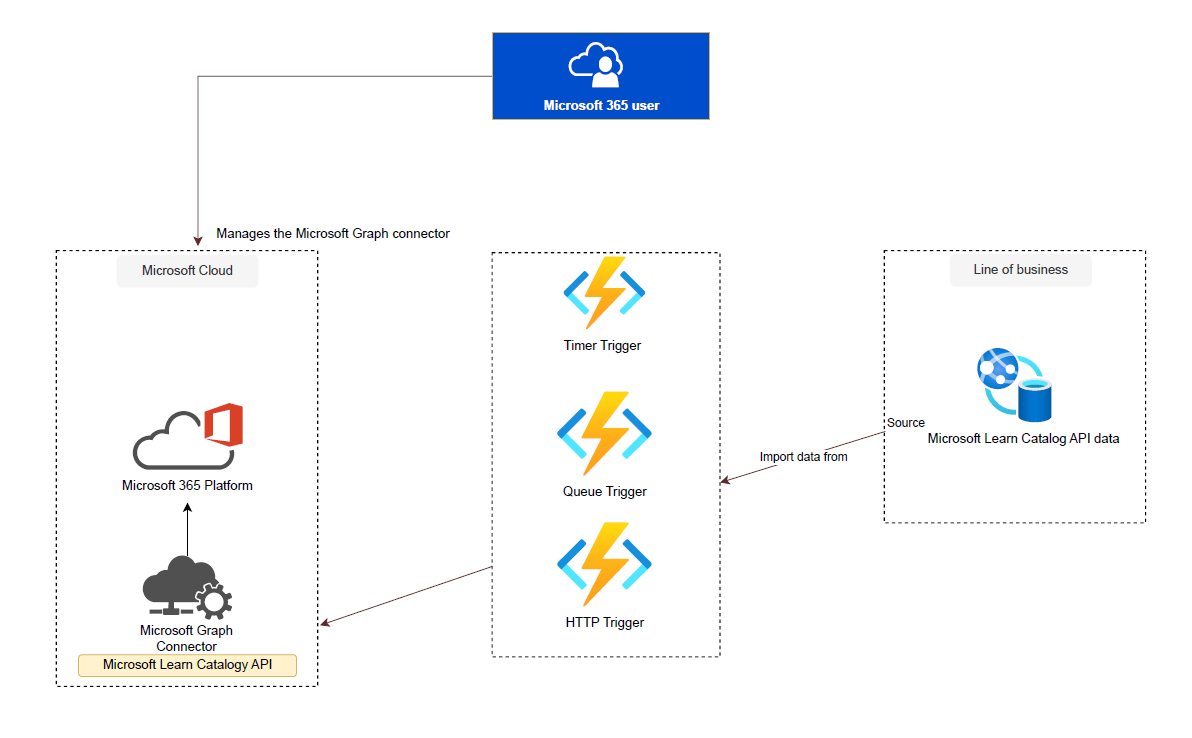 Microsoft 365 user
Manages the Microsoft Graph connector
Microsoft Cloud
Microsoft 365 Platform
Microsoft Graph
Connector
Microsoft Learn Catalogy API
Timer Trigger
Queue Trigger
HTTP Trigger
Import data from
Source
Line of business
Microsoft Learn Catalog API data